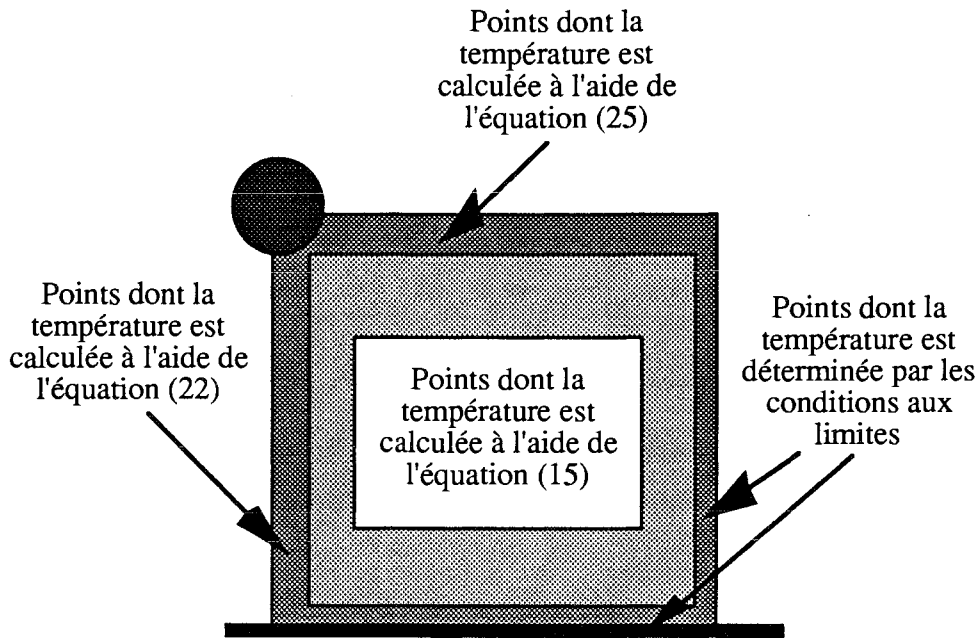 Points dont la
température est
calculée à l'aide de
l'équation (25)
Points dont la
température est
calculée à l'aide de
l'équation (22)
Points dont la
température est
calculée à l'aide de
l'équation (15)
Points dont la
température est
déterminée par les
conditions aux
limites